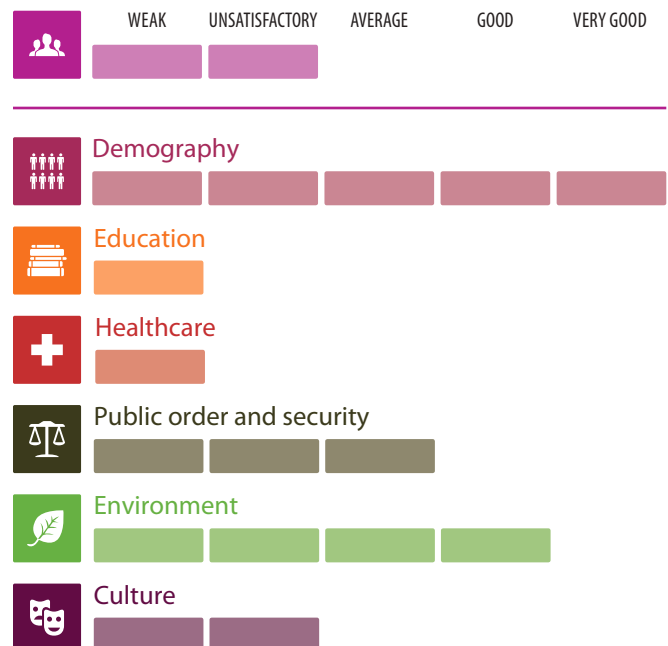 WEAK UNSATISFACTORY AVERAGE GOOD VERY GOOD
Demography
Education
Healthcare
Public order and security
Environment
Culture